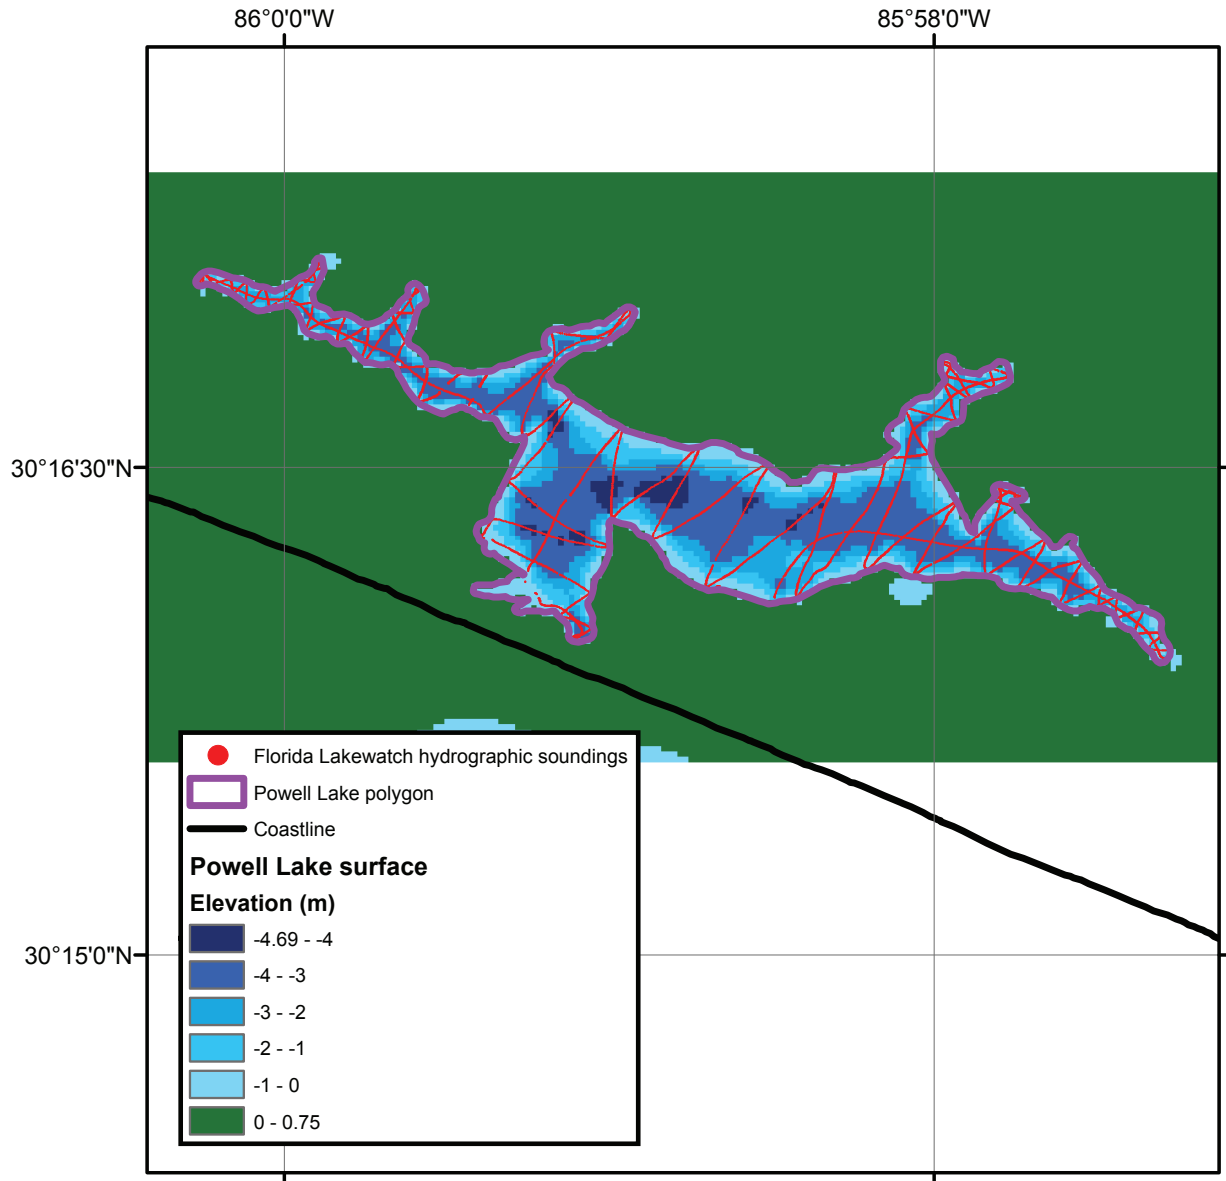 86°0'0"W
85°58'0"W
30°16'30"N
30°15'0"N
Florida Lakewatch hydrographic soundings
Powell Lake polygon
Coastline
Powell Lake surface
Elevation (m)
-4.69 - -4
-4 - -3
-3 - -2
-2 - -1
-1 - 0
0 - 0.75